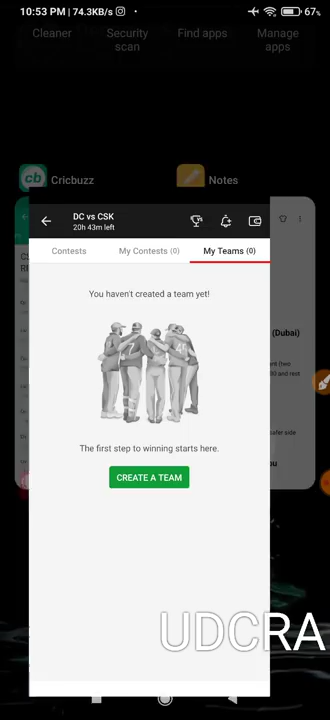 10:53 PM | 74.3KB/s
67%
Cleaner
Security scan
Find apps
Manage apps
cb Cricbuzz
Notes
DC vs CSK
20h 43m left
Contests
My Contests (0)
My Teams (0)
You haven't created a team yet!
(Dubai)
The first step to winning starts here.
CREATE A TEAM
UDCRA